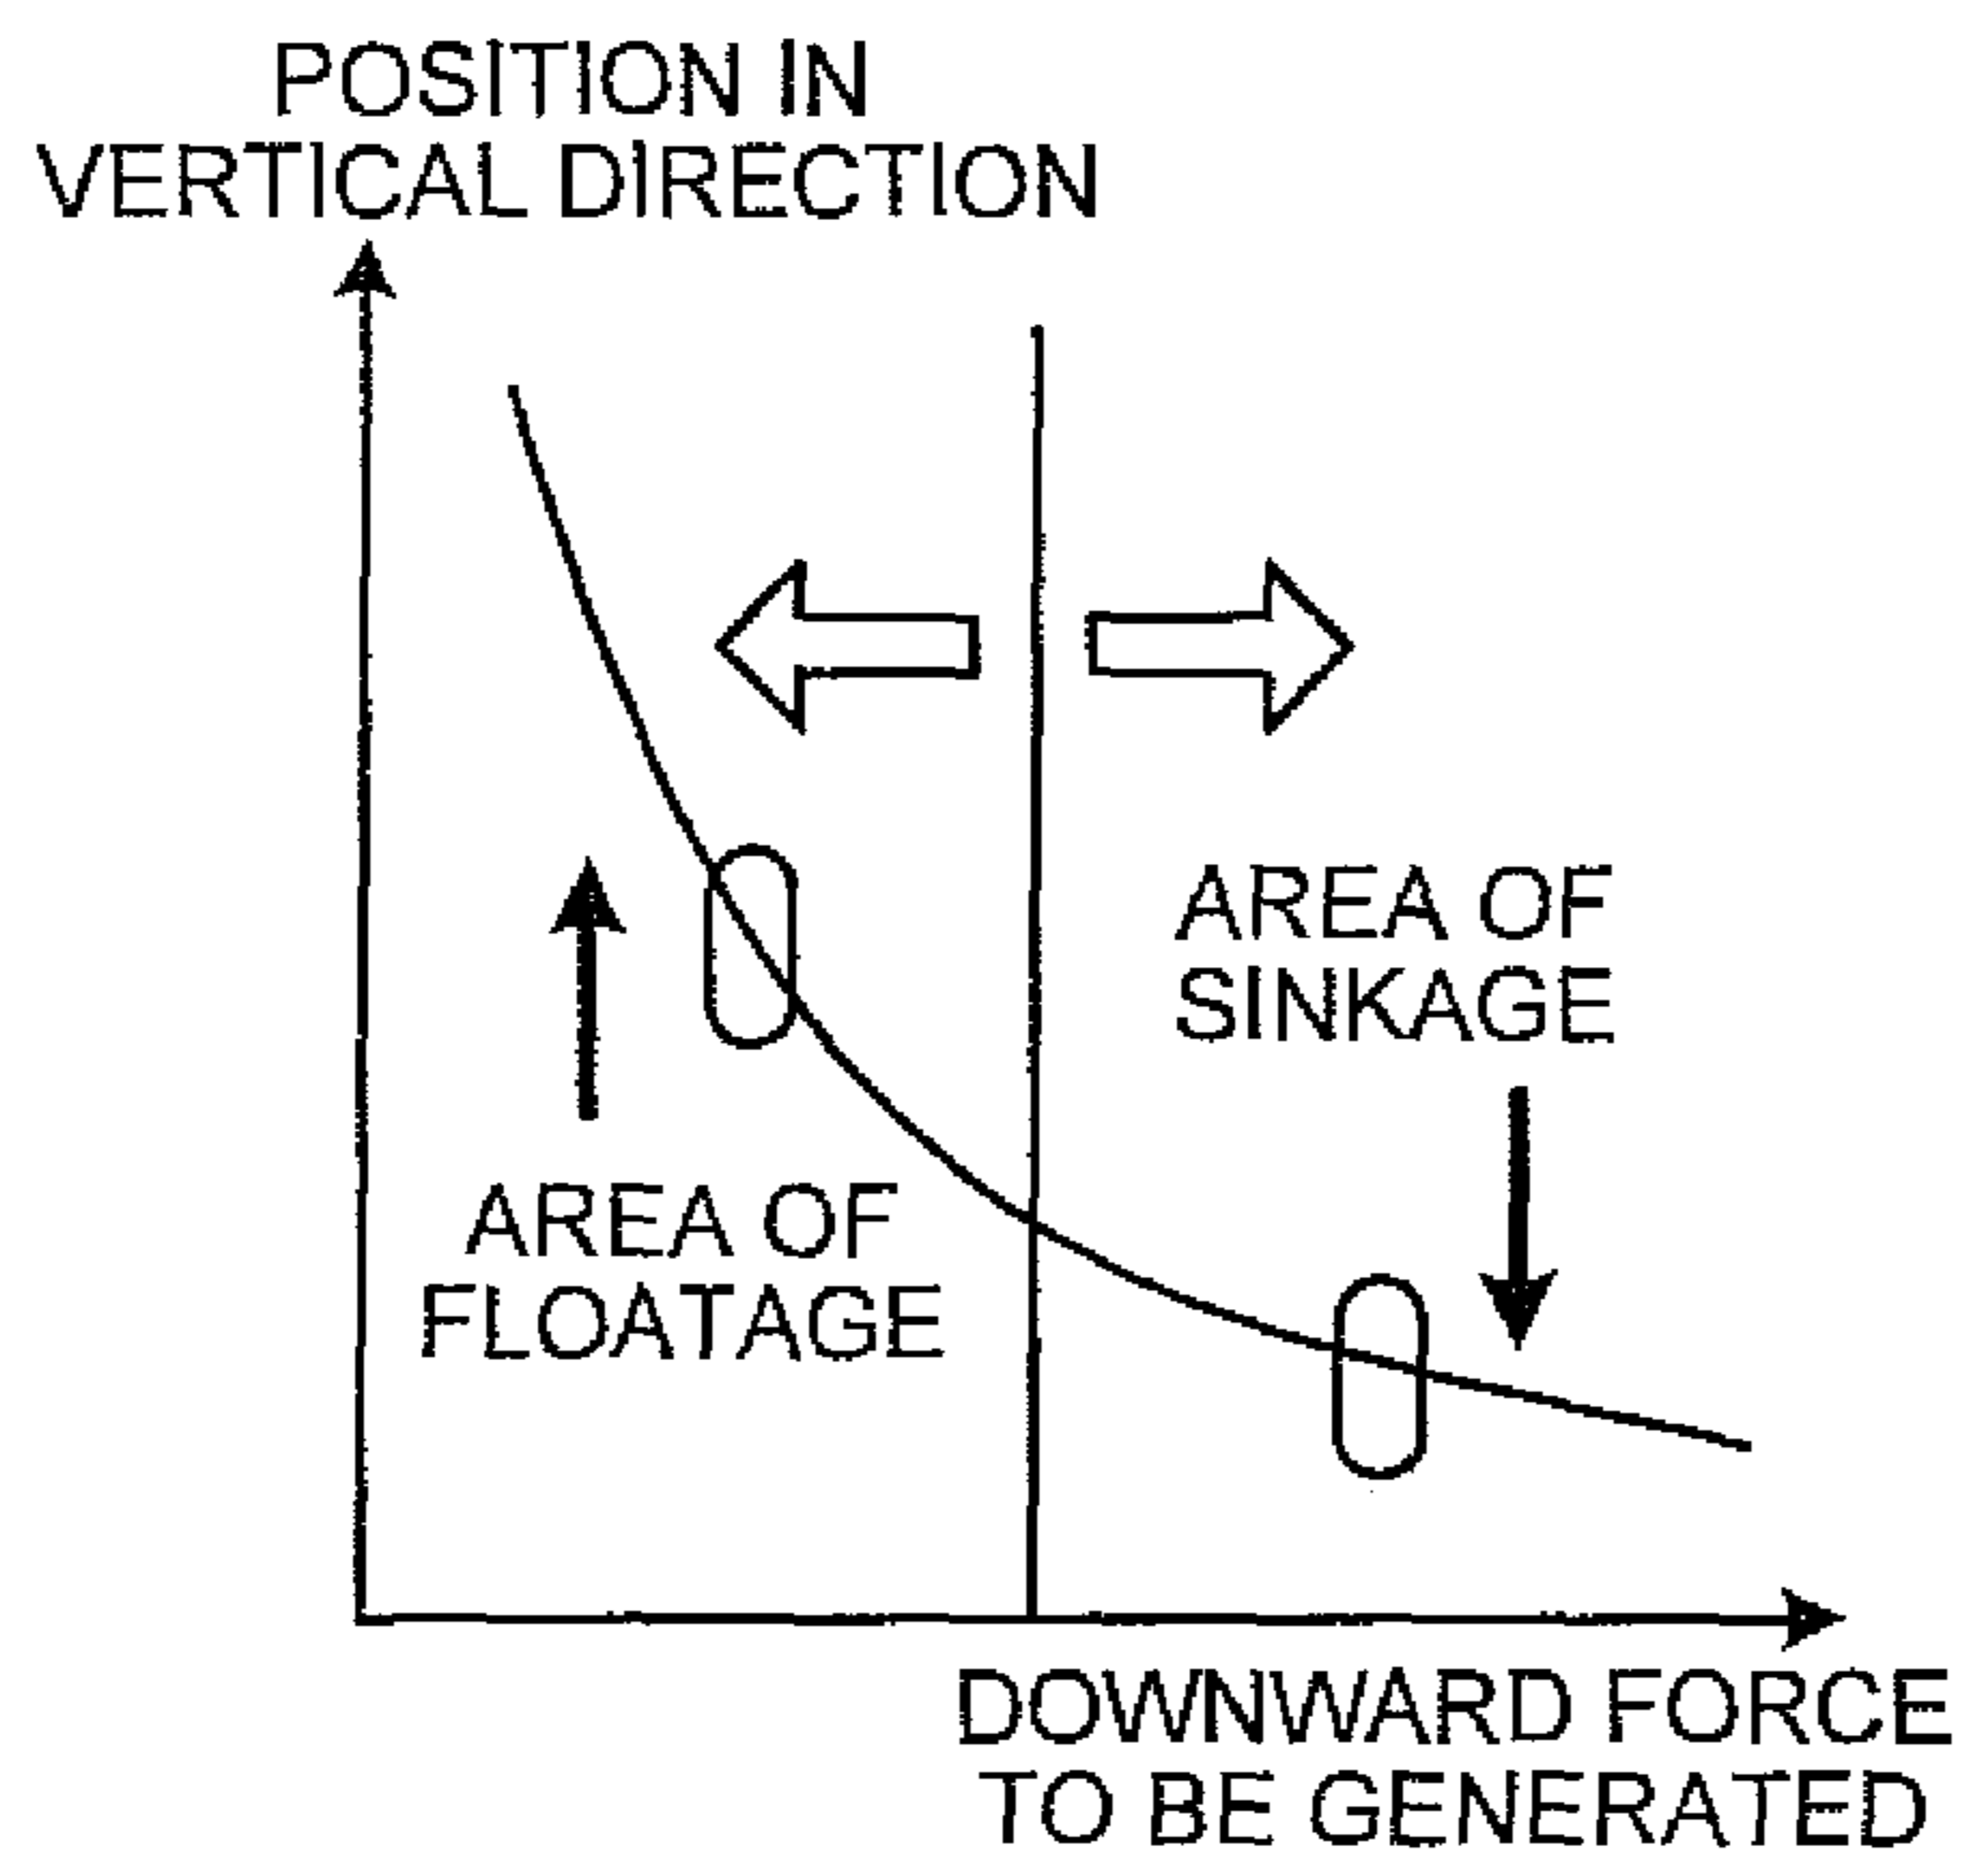 POSITION IN
VERTICAL DIRECTION
AREA OF
SINKAGE
AREA OF
FLOATAGE
DOWNWARD FORCE
TO BE GENERATED